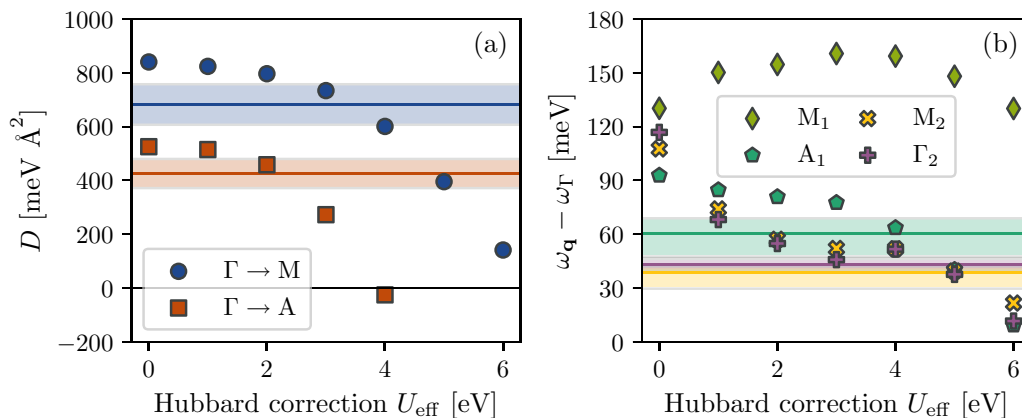 (a)
1000
800
600
400
200
0
−200
D [meV Å²]
Γ → M
Γ → A
0 2 4 6
Hubbard correction U_eff [eV]
(b)
180
150
120
90
60
30
0
ω_q − ω_Γ [meV]
M₁ M₂
A₁ Γ₂
0 2 4 6
Hubbard correction U_eff [eV]